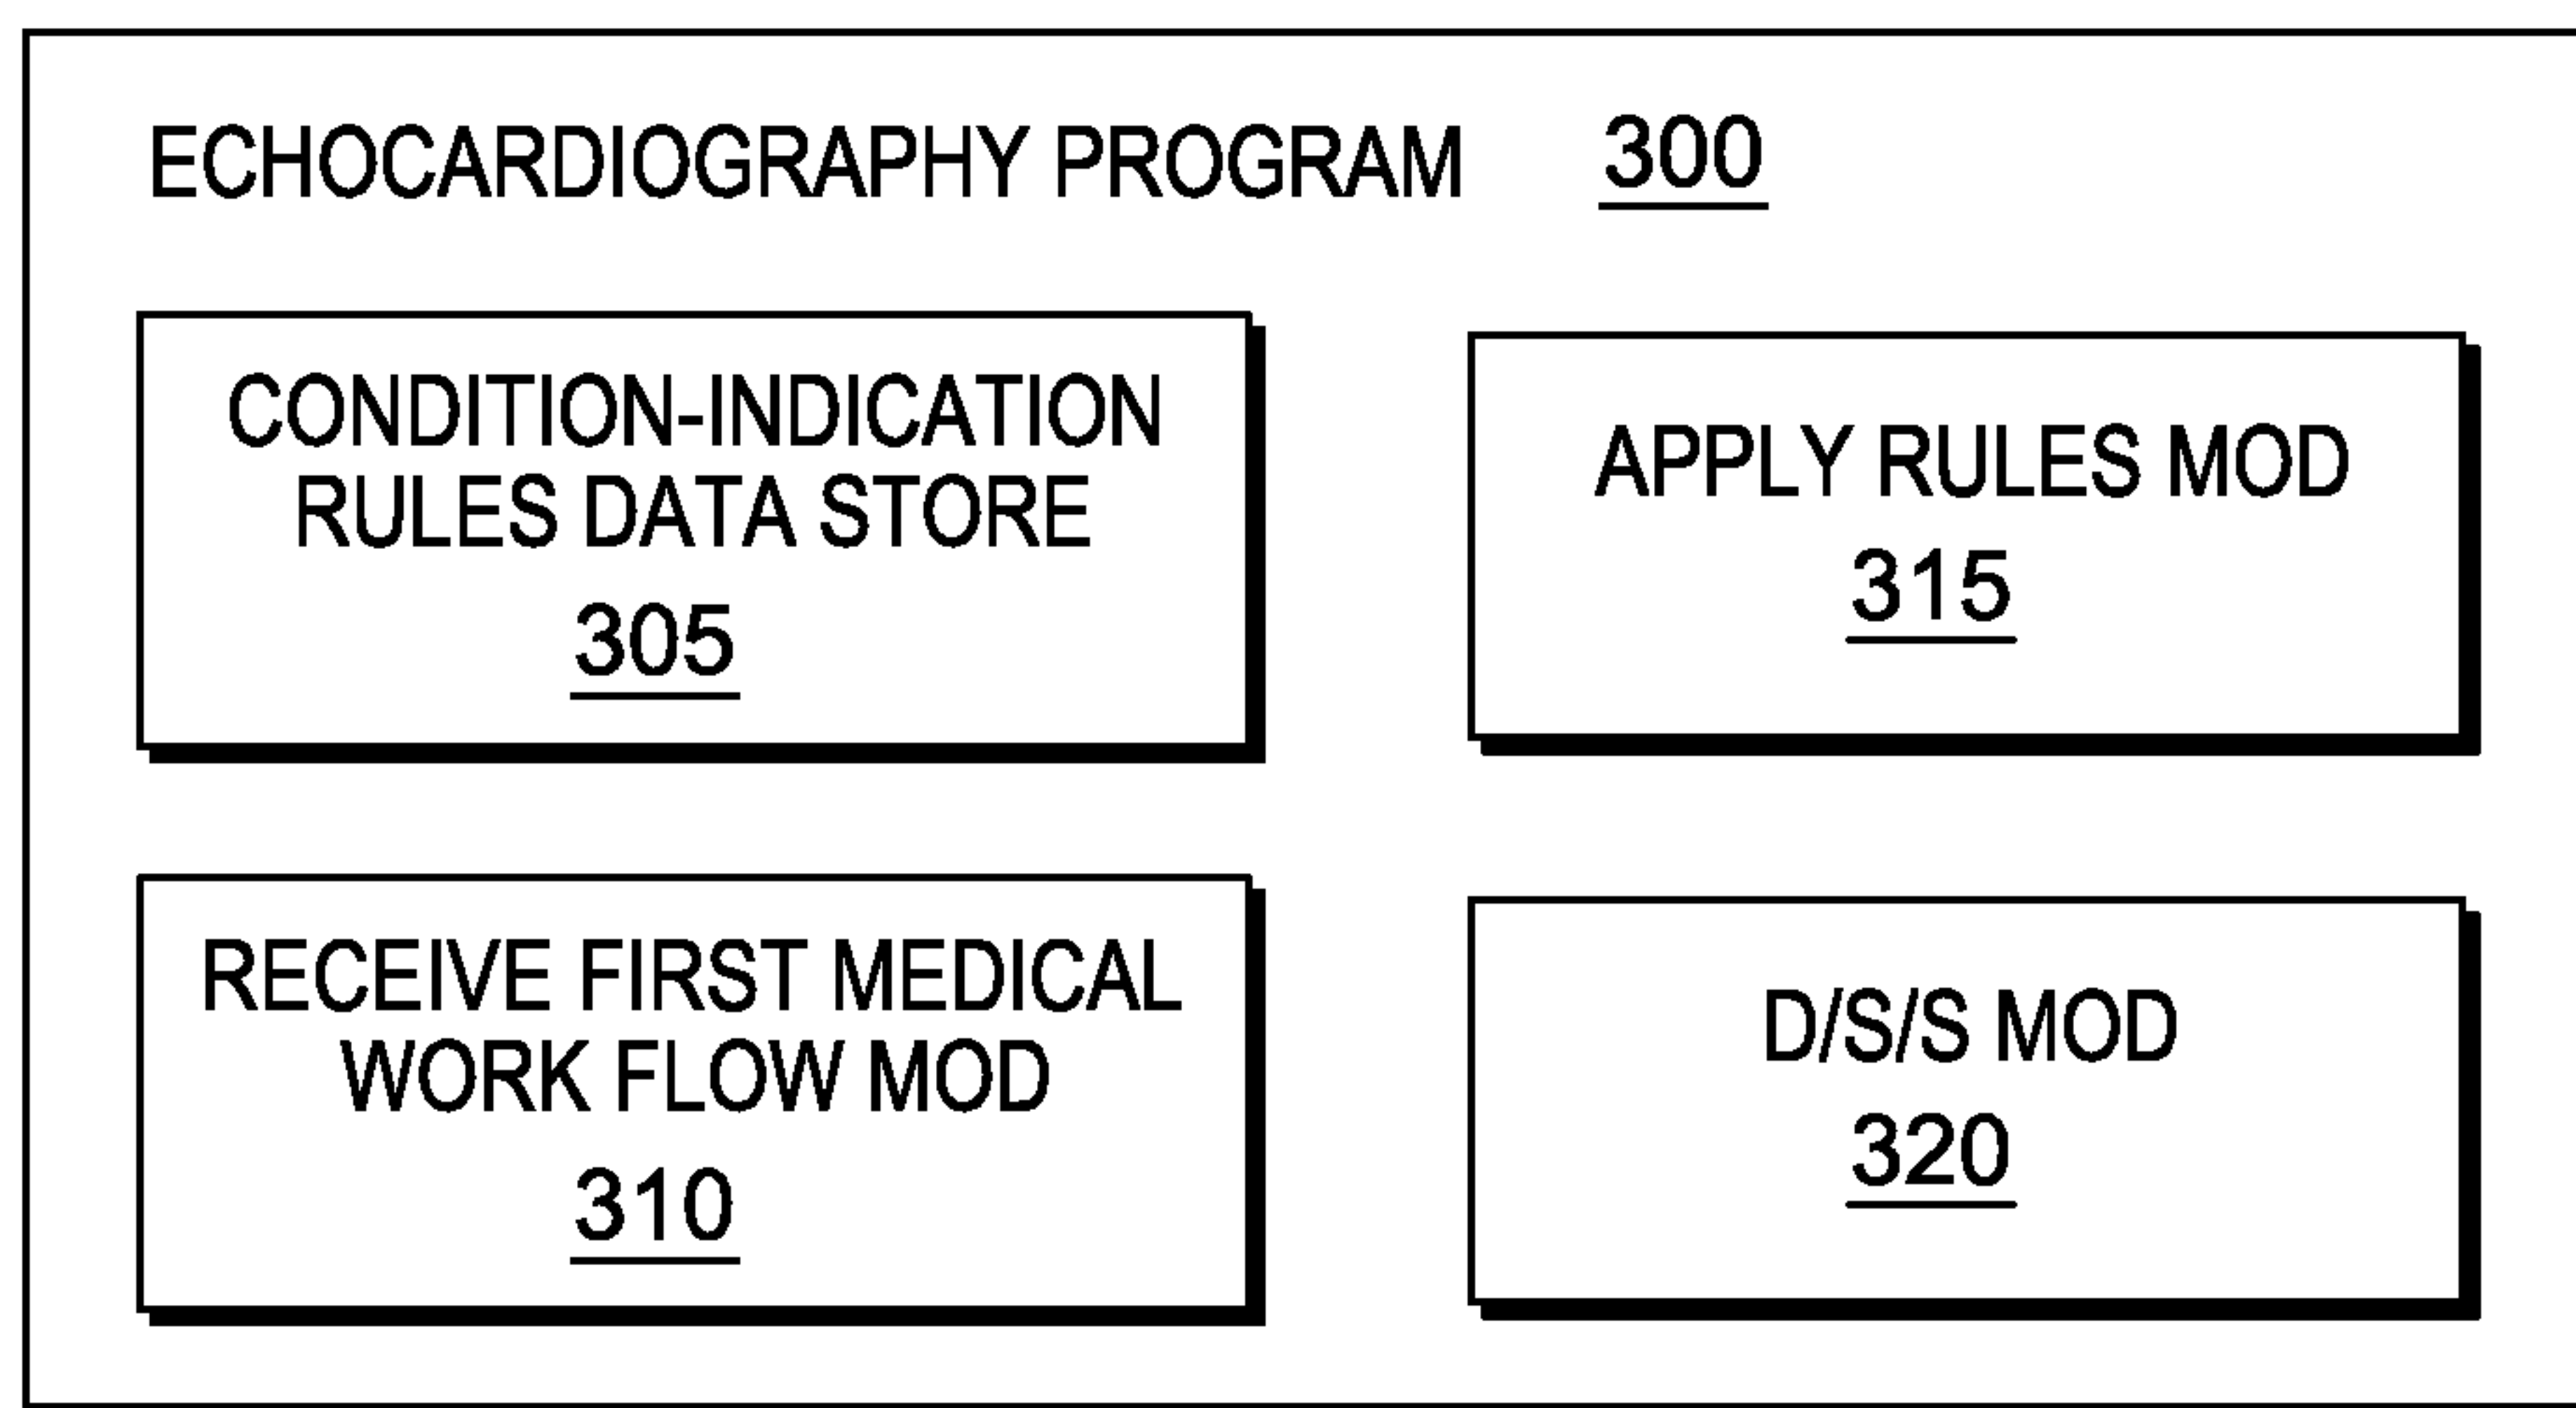 ECHOCARDIOGRAPHY PROGRAM 300
CONDITION-INDICATION
RULES DATA STORE
305
APPLY RULES MOD
315
RECEIVE FIRST MEDICAL
WORK FLOW MOD
310
D/S/S MOD
320